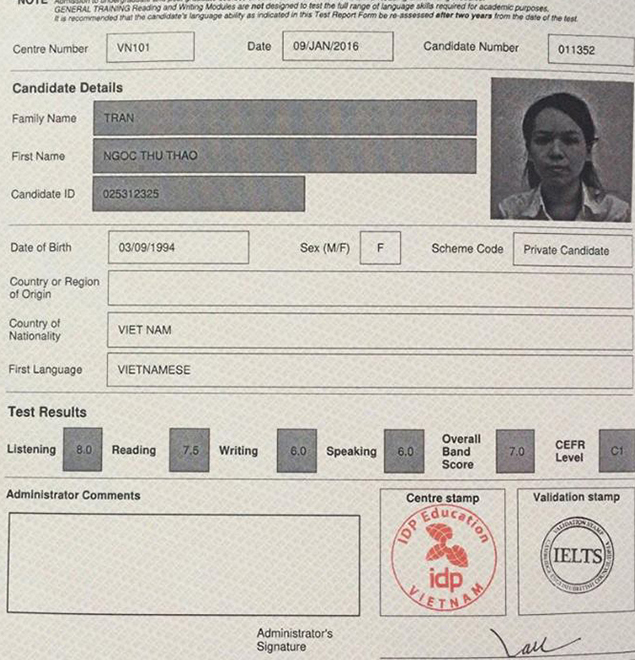 GENERAL TRAINING Reading and Writing Modules are not designed to test the full range of language skills required for academic purposes.
It is recommended that the candidate's language ability as indicated in this Test Report Form be re-assessed after two years from the date of the test.
Centre Number VN101 Date 09/JAN/2016 Candidate Number 011352
Candidate Details
Family Name TRAN
First Name NGOC THU THAO
Candidate ID 025312325
Date of Birth 03/09/1994 Sex (M/F) F Scheme Code Private Candidate
Country or Region
of Origin
Country of
Nationality VIET NAM
First Language VIETNAMESE
Test Results
Listening 8.0 Reading 7.5 Writing 6.0 Speaking 6.0 Overall Band Score 7.0 CEFR Level C1
Administrator Comments
Centre stamp
Validation stamp
IDP Education
idp
VIETNAM
VALIDATION STAMP
IELTS
Administrator's
Signature